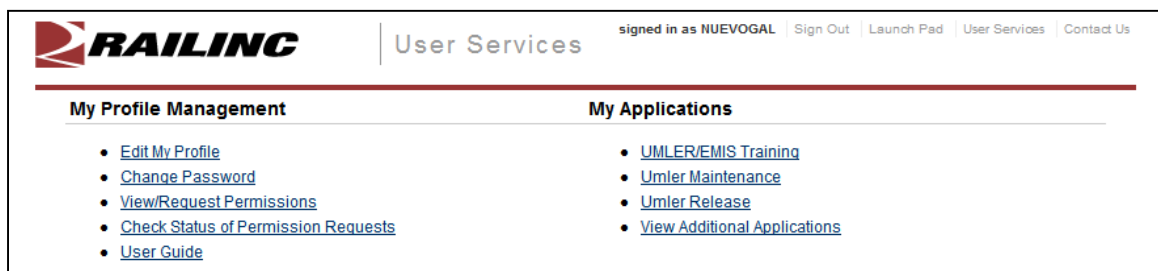 RAILINC
User Services
signed in as NUEVOGAL Sign Out Launch Pad User Services Contact Us
My Profile Management
Edit My Profile
Change Password
View/Request Permissions
Check Status of Permission Requests
User Guide
My Applications
UMLER/EMIS Training
Umler Maintenance
Umler Release
View Additional Applications